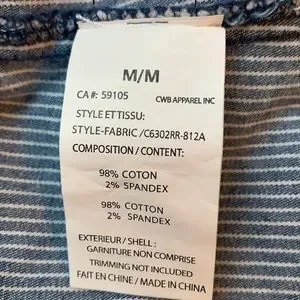 M/M
CA #: 59105 CWB APPAREL INC
STYLE ET TISSU:
STYLE-FABRIC /C6302RR-812A
COMPOSITION / CONTENT:
98% COTON
2% SPANDEX
98% COTTON
2% SPANDEX
EXTERIEUR / SHELL :
GARNITURE NON COMPRISE
TRIMMING NOT INCLUDED
FAIT EN CHINE / MADE IN CHINA